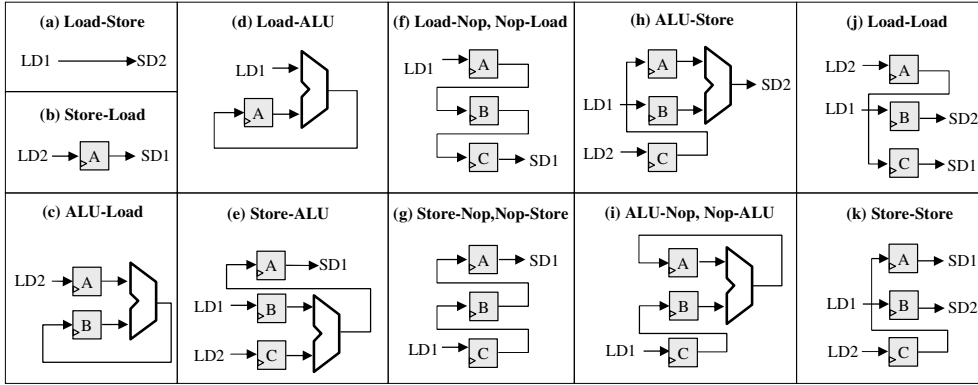 (a) Load-Store
LD1 SD2
(b) Store-Load
LD2 A SD1
(c) ALU-Load
LD2 A
B
(d) Load-ALU
LD1
A
(e) Store-ALU
A SD1
LD1 B
LD2 C
(f) Load-Nop, Nop-Load
LD1 A
B
C SD1
(g) Store-Nop,Nop-Store
A SD1
B
LD1 C
(h) ALU-Store
A
SD2
LD1 B
LD2 C
(i) ALU-Nop, Nop-ALU
A
B
LD1 C
(j) Load-Load
LD2 A
LD1 B SD2
C SD1
(k) Store-Store
A SD1
LD1 B SD2
LD2 C